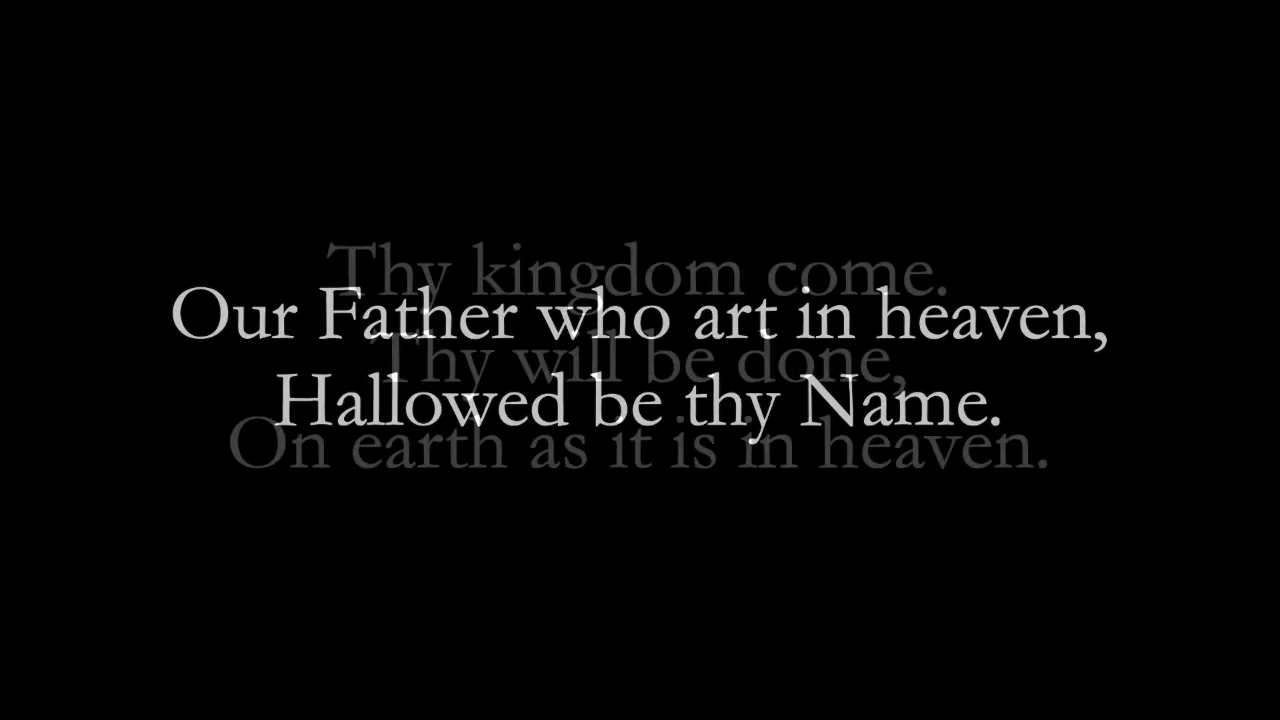 Our Father who art in heaven,
Hallowed be thy Name.
Thy kingdom come.
Thy will be done,
On earth as it is in heaven.